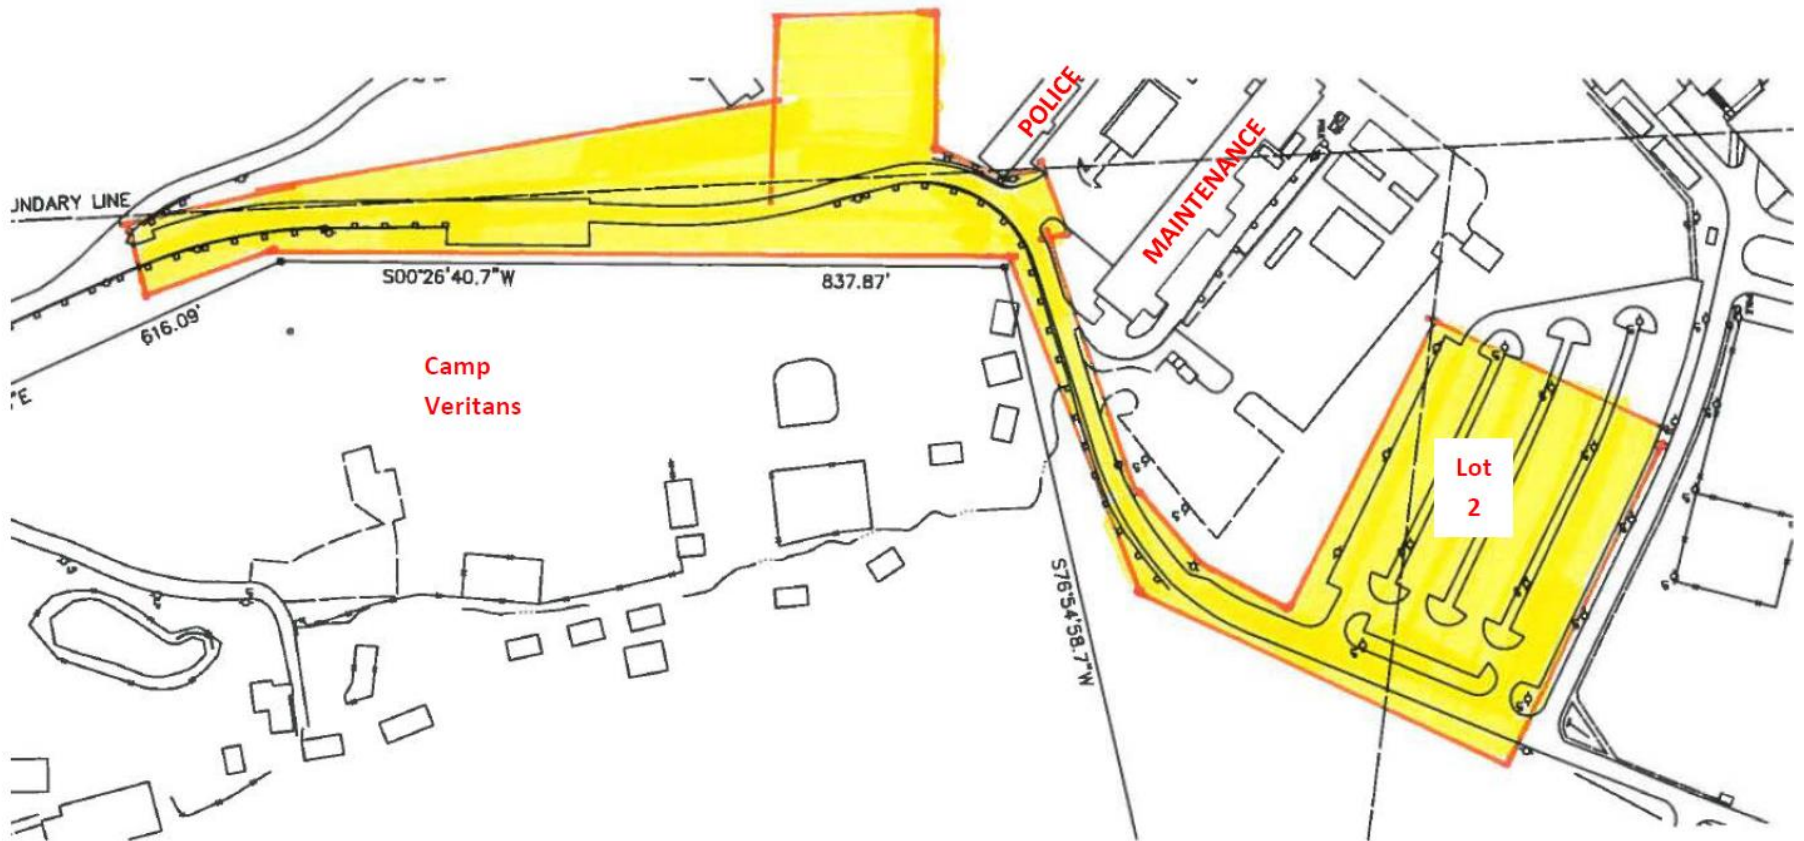 POLICE
MAINTENANCE
UNDARY LINE
S00°26'40.7"W
837.87'
616.09'
"E
Camp
Veritans
Lot
2
S76°54'58.7"W